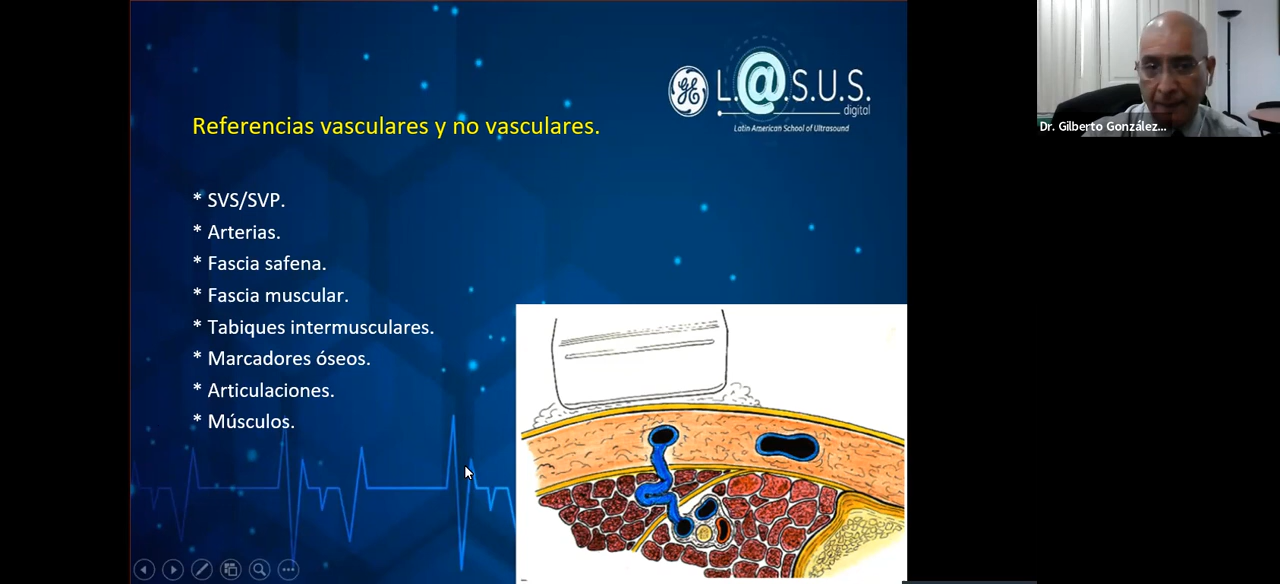 GE L.@.S.U.S.
digital
Latin American School of Ultrasound
Dr. Gilberto González...
Referencias vasculares y no vasculares.
* SVS/SVP.
* Arterias.
* Fascia safena.
* Fascia muscular.
* Tabiques intermusculares.
* Marcadores óseos.
* Articulaciones.
* Músculos.